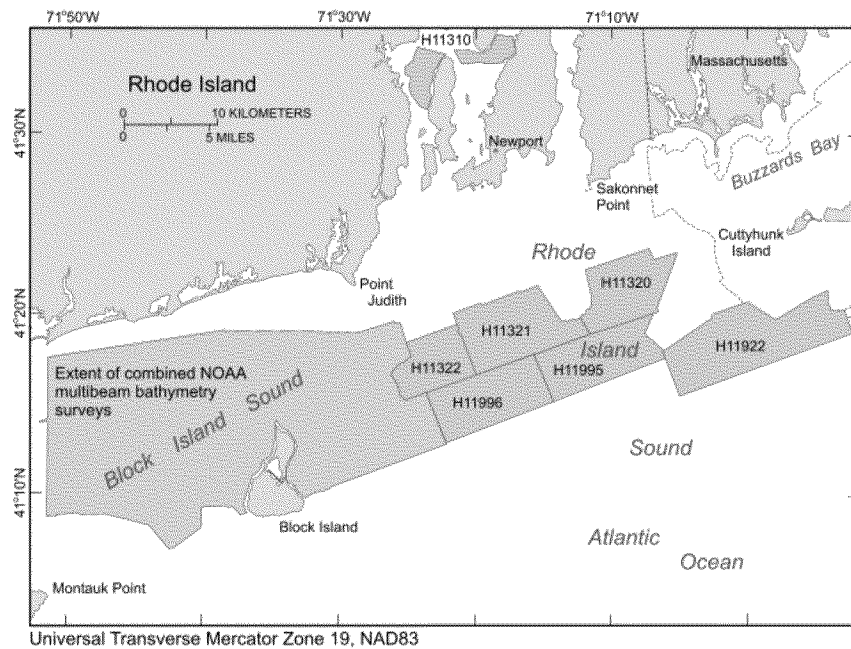 71°50'W
71°30'W
71°10'W
H11310
Massachusetts
Rhode Island
0 10 KILOMETERS
0 5 MILES
41°30'N
Newport
Buzzards Bay
Sakonnet
Point
Cuttyhunk
Island
Rhode
Point
Judith
H11320
41°20'N
H11321
H11922
Island
H11322
H11995
Extent of combined NOAA
multibeam bathymetry
surveys
H11996
Block Island Sound
Sound
41°10'N
Block Island
Atlantic
Ocean
Montauk Point
Universal Transverse Mercator Zone 19, NAD83